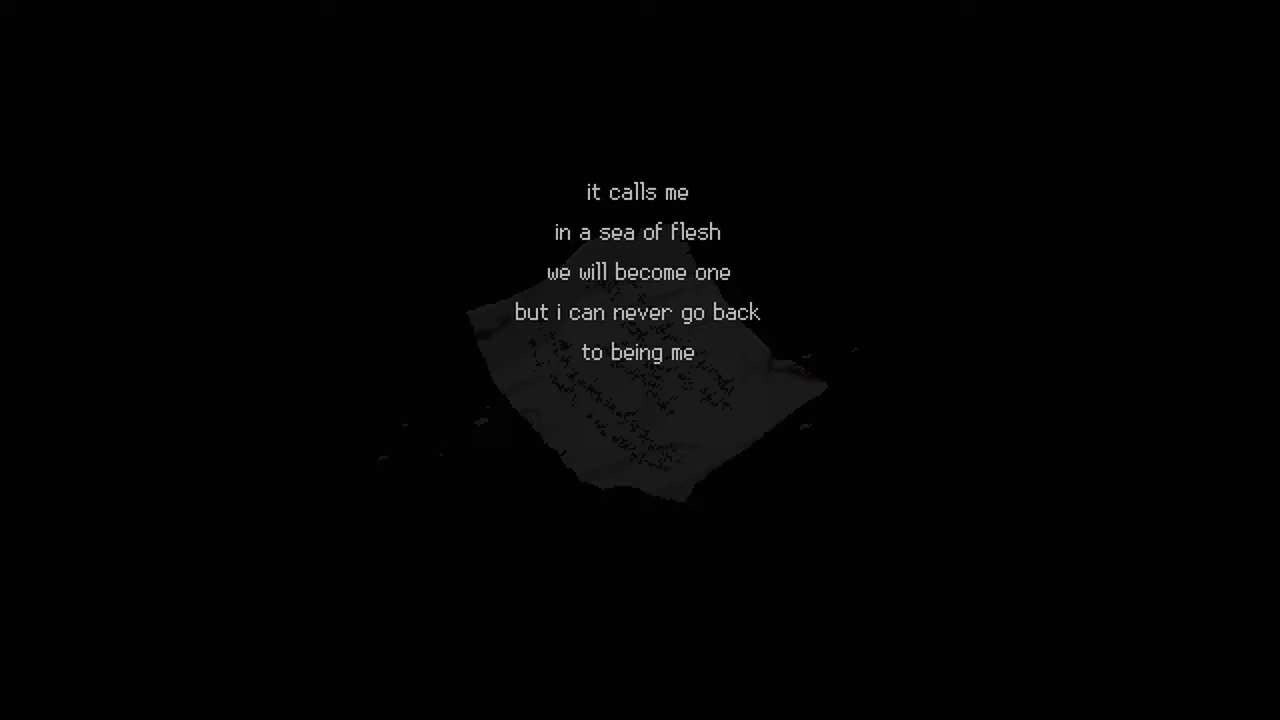 it calls me
in a sea of flesh
we will become one
but i can never go back
to being me